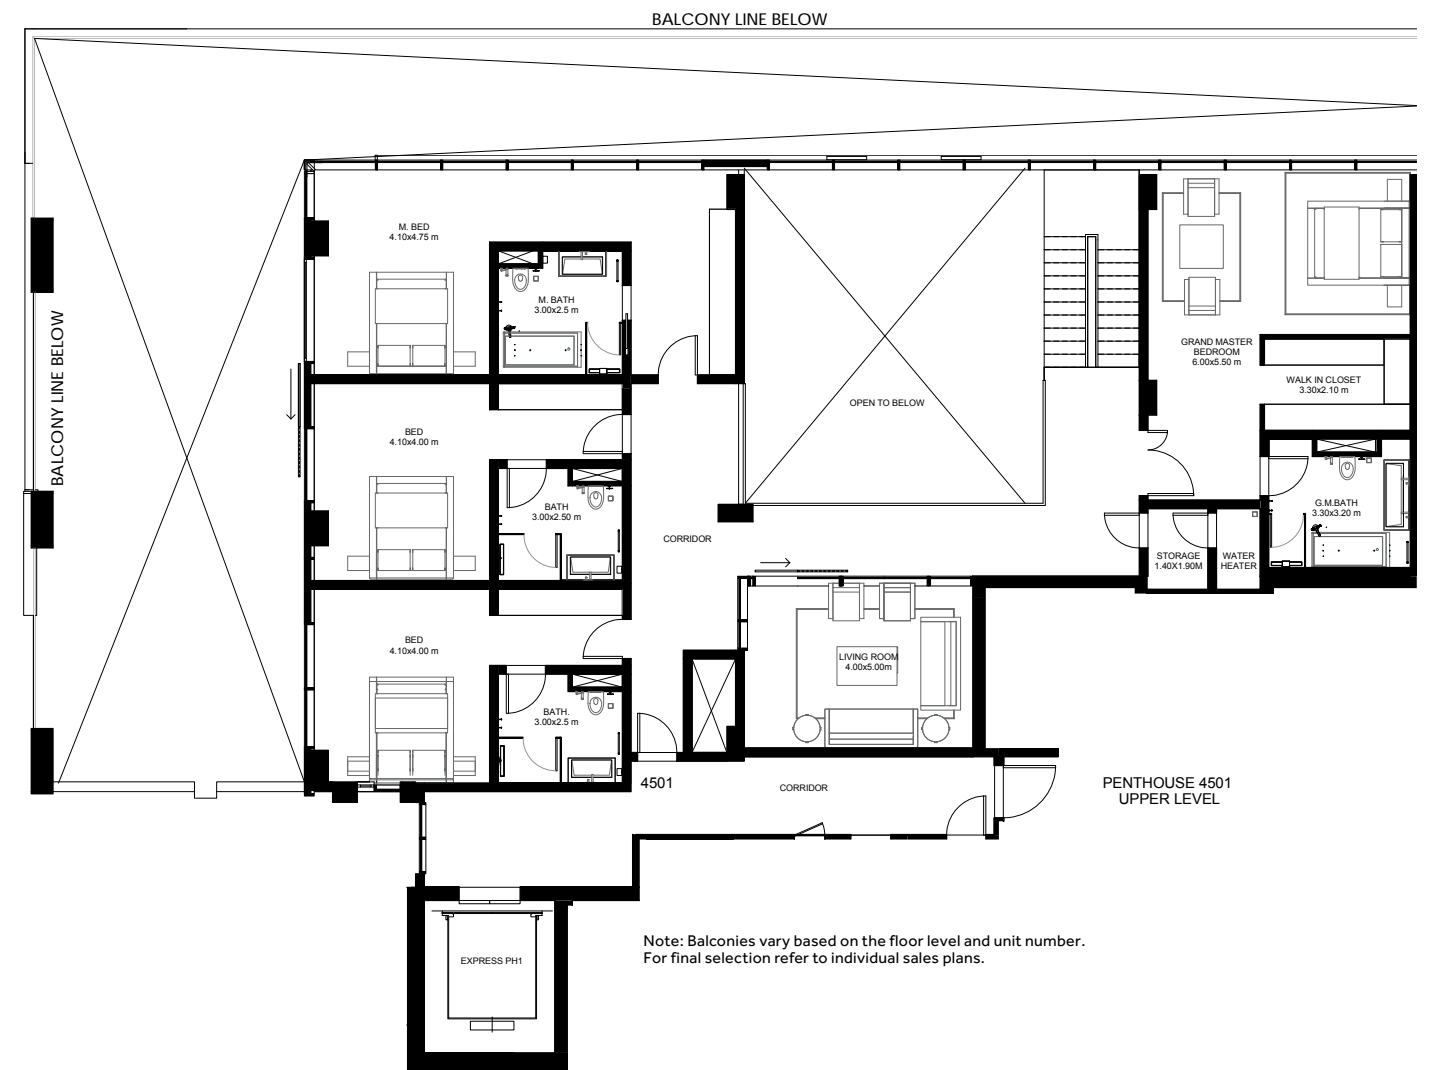 BALCONY LINE BELOW
BALCONY LINE BELOW
M. BED
4.10x4.75 m
M. BATH
3.00x2.5 m
GRAND MASTER
BEDROOM
6.00x5.50 m
WALK IN CLOSET
3.30x2.10 m
OPEN TO BELOW
BED
4.10x4.00 m
BATH
3.00x2.50 m
G.M.BATH
3.30x3.20 m
CORRIDOR
STORAGE
1.40X1.90M
WATER
HEATER
BED
4.10x4.00 m
LIVING ROOM
4.00x5.00m
BATH.
3.00x2.5 m
4501
CORRIDOR
PENTHOUSE 4501
UPPER LEVEL
Note: Balconies vary based on the floor level and unit number.
For final selection refer to individual sales plans.
EXPRESS PH1